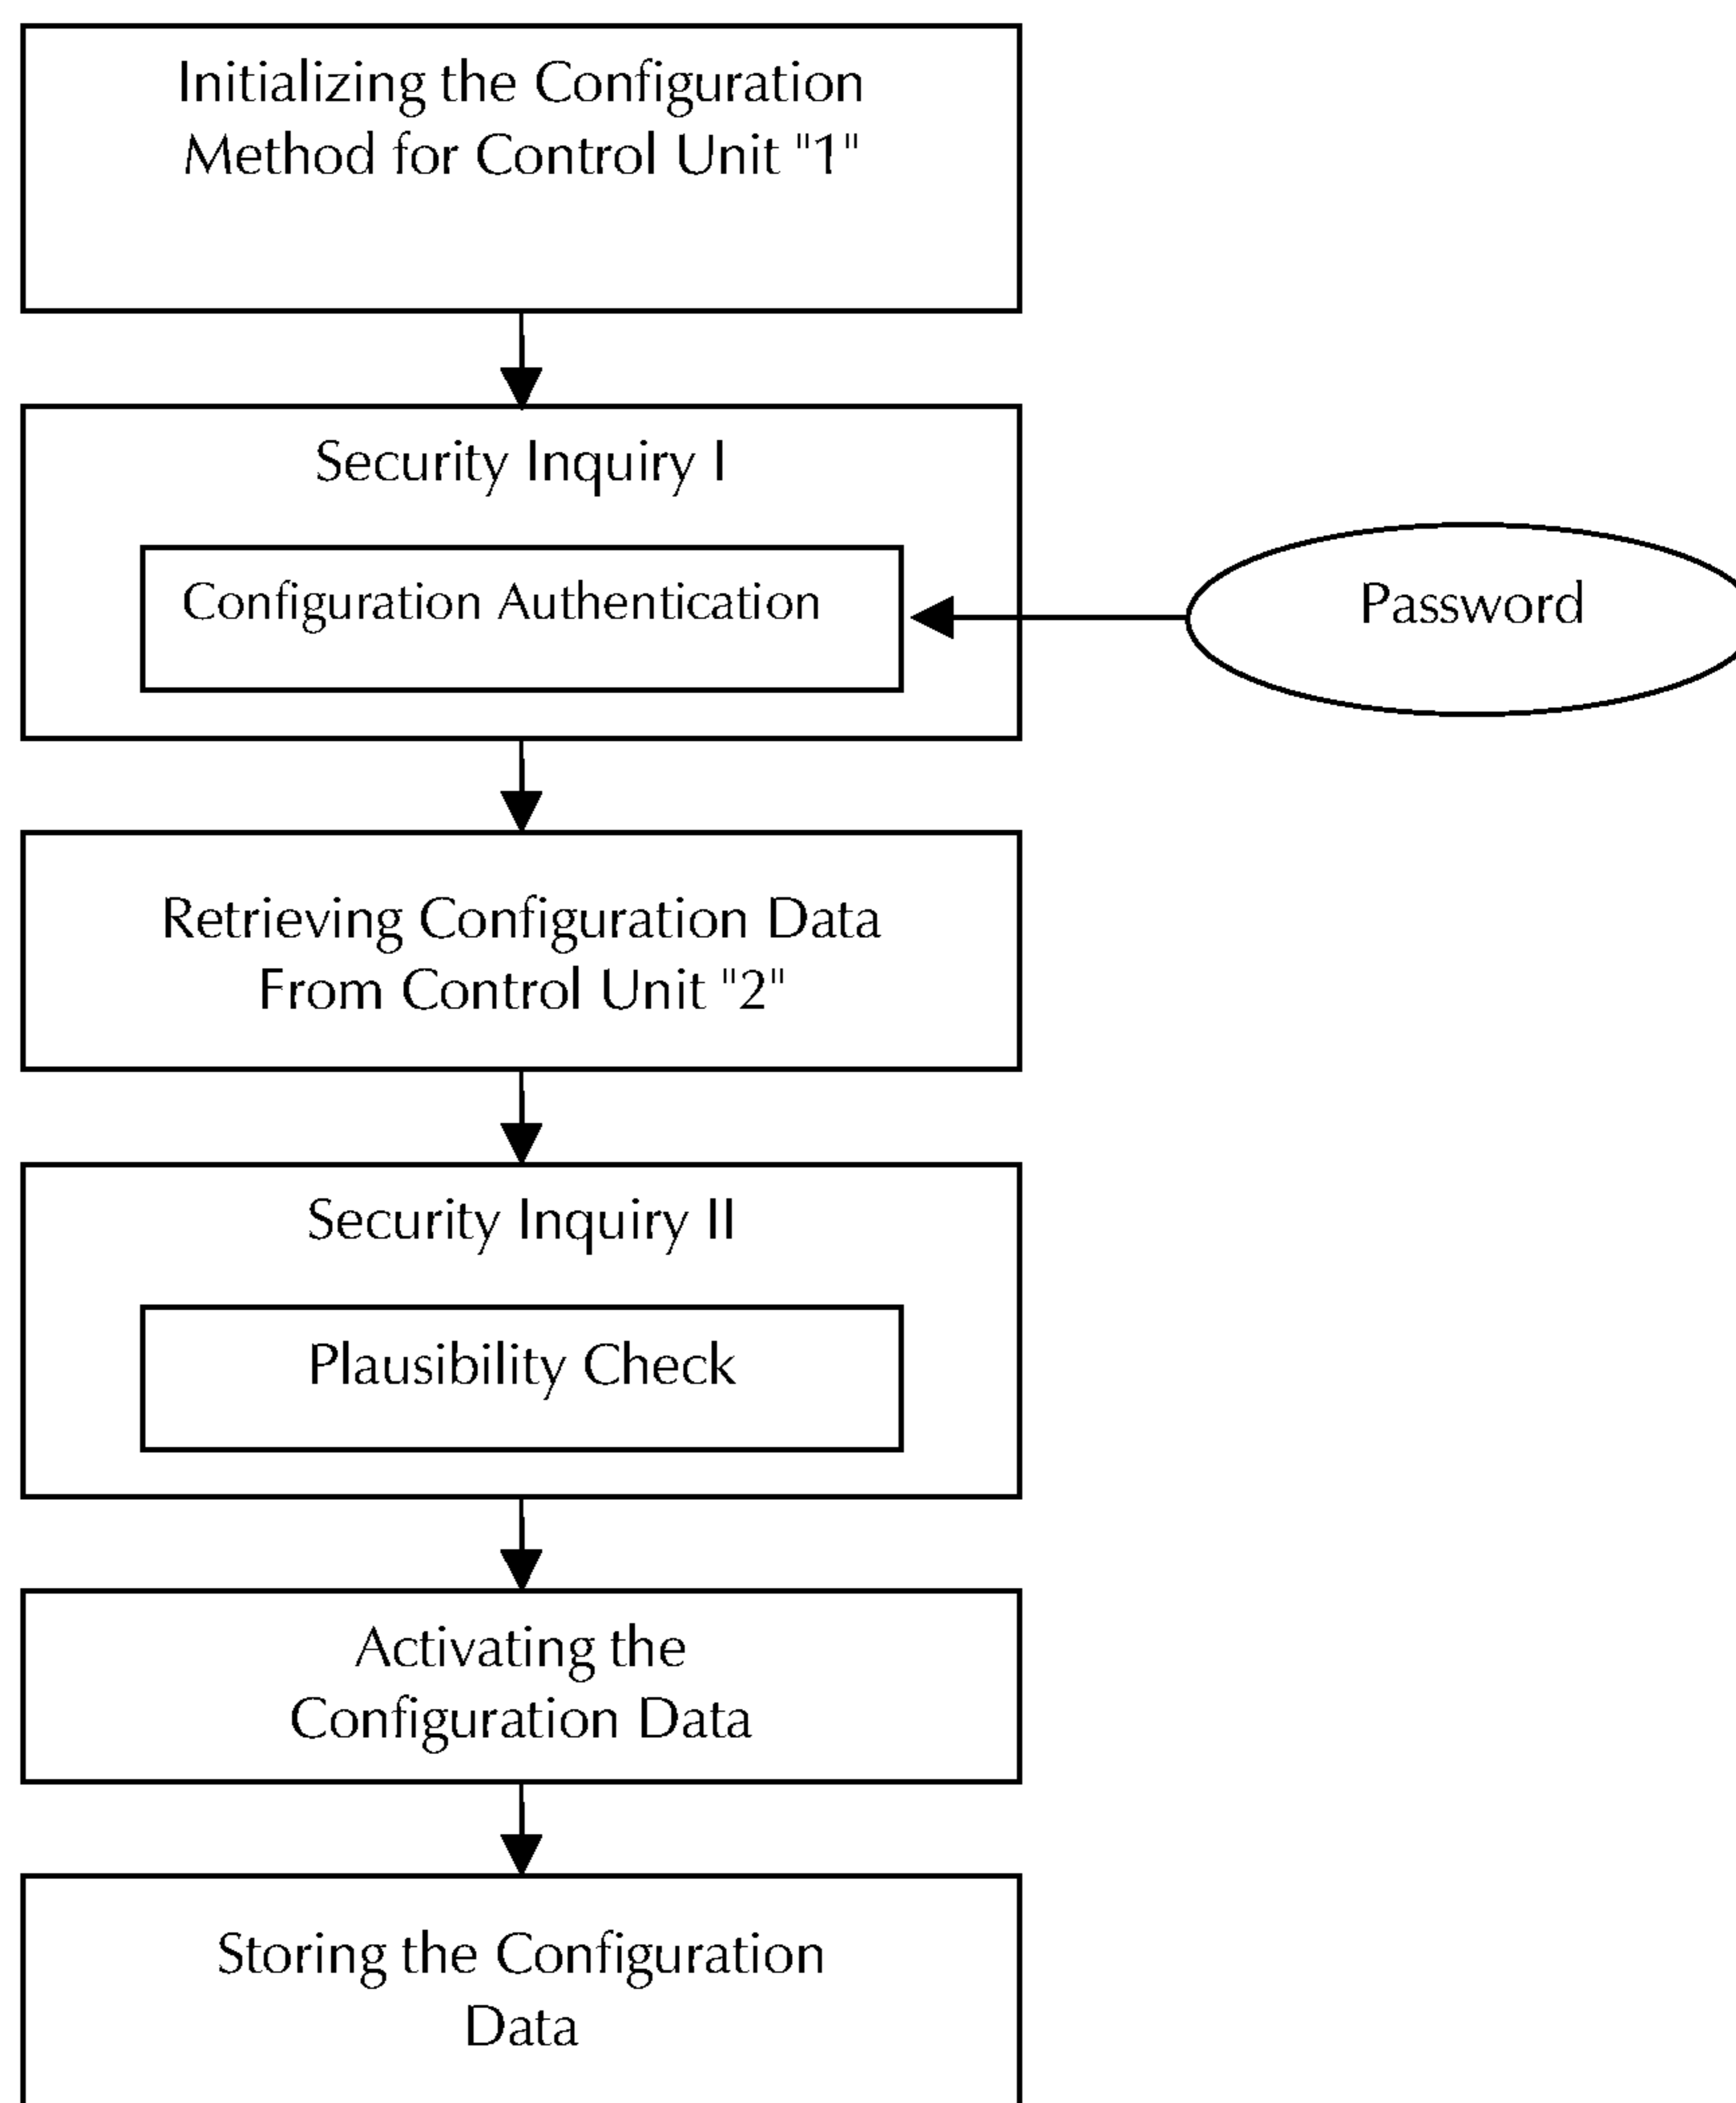 Initializing the Configuration
Method for Control Unit "1"
Security Inquiry I
Configuration Authentication
Password
Retrieving Configuration Data
From Control Unit "2"
Security Inquiry II
Plausibility Check
Activating the
Configuration Data
Storing the Configuration
Data